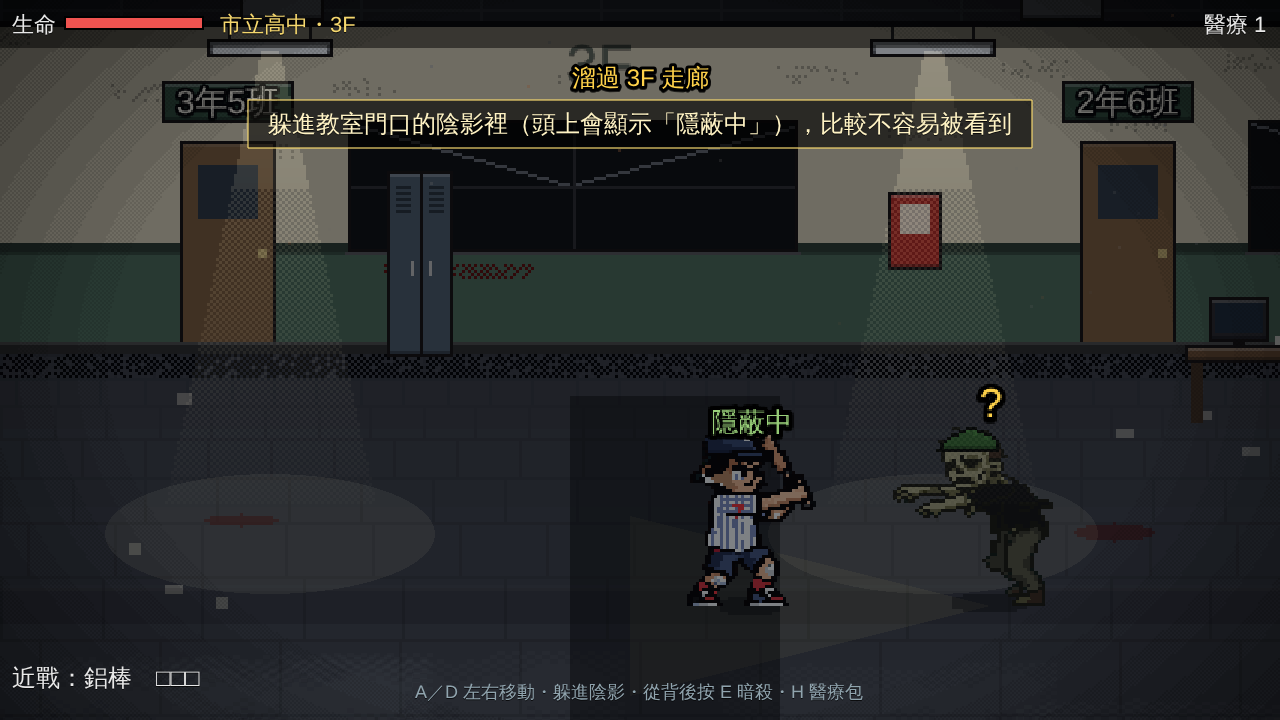 生命
市立高中・3F
醫療 1
3F
溜過 3F 走廊
3年5班
2年6班
躲進教室門口的陰影裡（頭上會顯示「隱蔽中」），比較不容易被看到
?
隱蔽中
近戰：鋁棒 □□□
A／D 左右移動・躲進陰影・從背後按 E 暗殺・H 醫療包